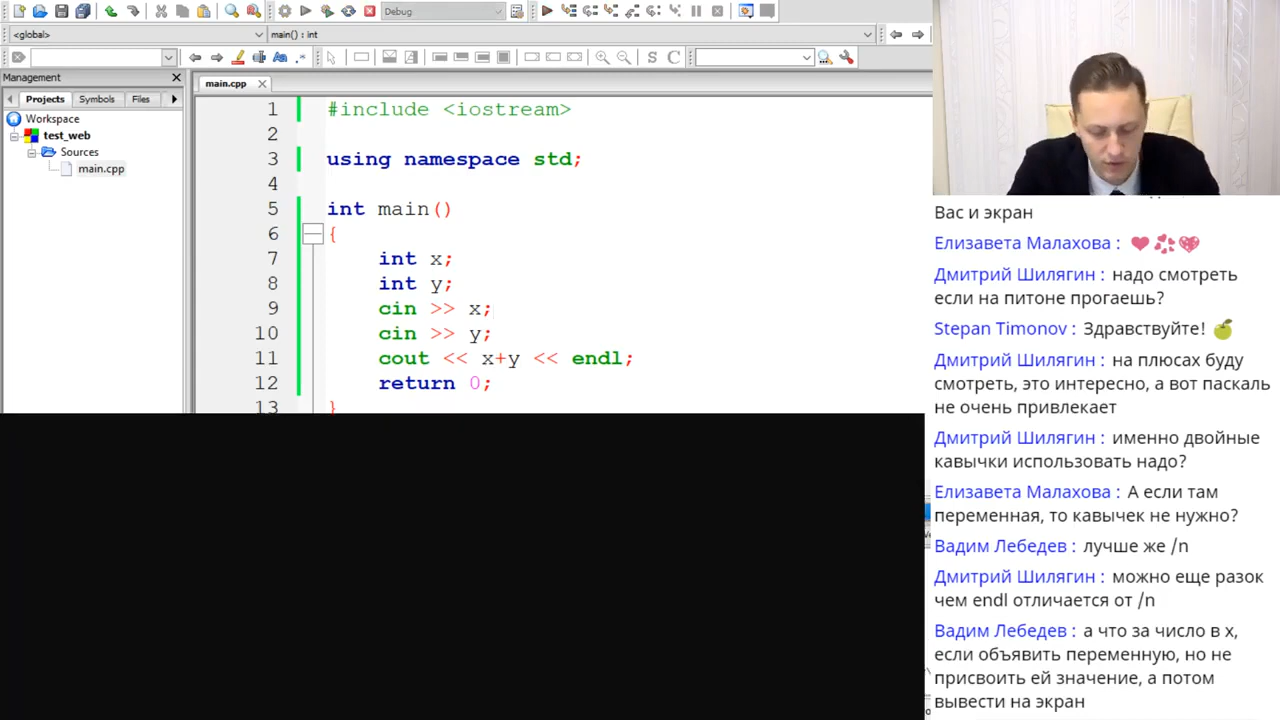 Debug
<global>
main() : int
Management
main.cpp
Projects
Symbols
Files
Workspace
test_web
Sources
main.cpp
1 #include <iostream>
2
3 using namespace std;
4
5 int main()
6 {
7 int x;
8 int y;
9 cin >> x;
10 cin >> y;
11 cout << x+y << endl;
12 return 0;
13 }
Вас и экран
Елизавета Малахова :
Дмитрий Шилягин : надо смотреть
если на питоне прогаешь?
Stepan Timonov : Здравствуйте!
Дмитрий Шилягин : на плюсах буду
смотреть, это интересно, а вот паскаль
не очень привлекает
Дмитрий Шилягин : именно двойные
кавычки использовать надо?
Елизавета Малахова : А если там
переменная, то кавычек не нужно?
Вадим Лебедев : лучше же /n
Дмитрий Шилягин : можно еще разок
чем endl отличается от /n
Вадим Лебедев : а что за число в x,
если объявить переменную, но не
присвоить ей значение, а потом
вывести на экран